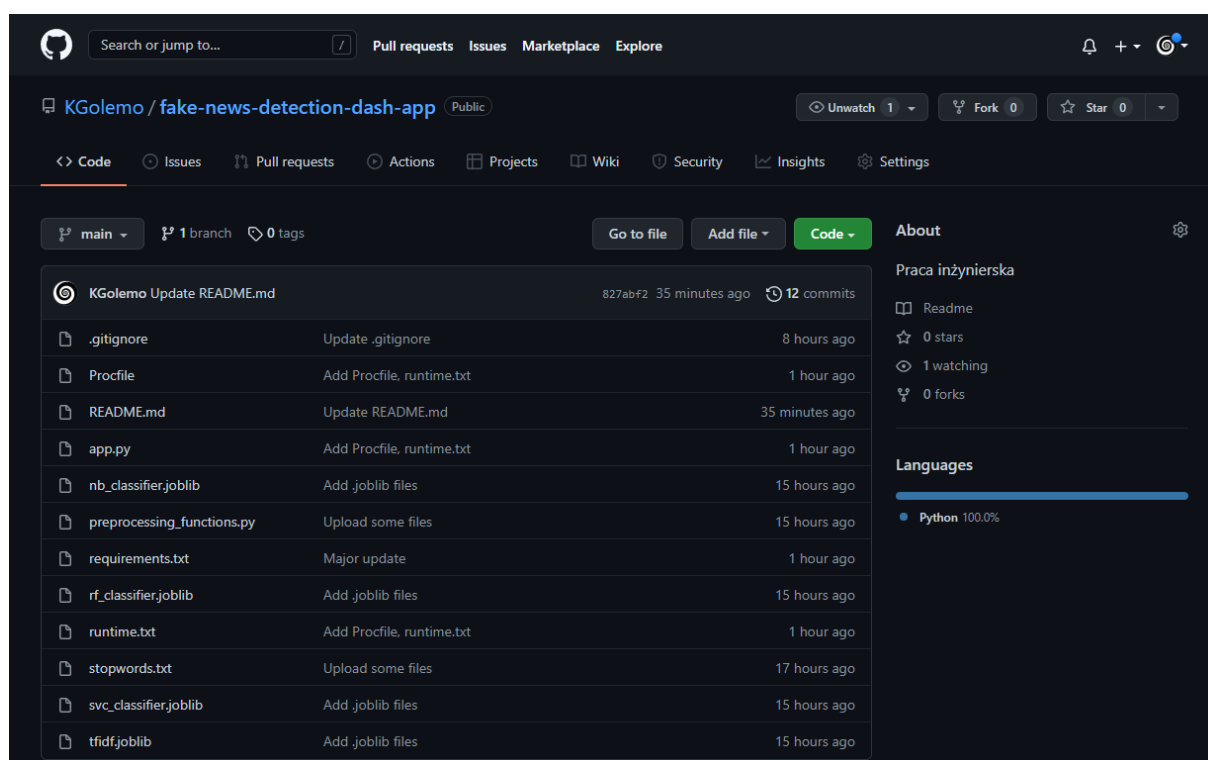 Search or jump to... / Pull requests Issues Marketplace Explore
KGolemo / fake-news-detection-dash-app Public Unwatch 1 Fork 0 Star 0
Code Issues Pull requests Actions Projects Wiki Security Insights Settings
main 1 branch 0 tags Go to file Add file Code
KGolemo Update README.md 827abf2 35 minutes ago 12 commits
.gitignore Update .gitignore 8 hours ago
Procfile Add Procfile, runtime.txt 1 hour ago
README.md Update README.md 35 minutes ago
app.py Add Procfile, runtime.txt 1 hour ago
nb_classifier.joblib Add .joblib files 15 hours ago
preprocessing_functions.py Upload some files 15 hours ago
requirements.txt Major update 1 hour ago
rf_classifier.joblib Add .joblib files 15 hours ago
runtime.txt Add Procfile, runtime.txt 1 hour ago
stopwords.txt Upload some files 17 hours ago
svc_classifier.joblib Add .joblib files 15 hours ago
tfidf.joblib Add .joblib files 15 hours ago
About
Praca inżynierska
Readme
0 stars
1 watching
0 forks
Languages
Python 100.0%